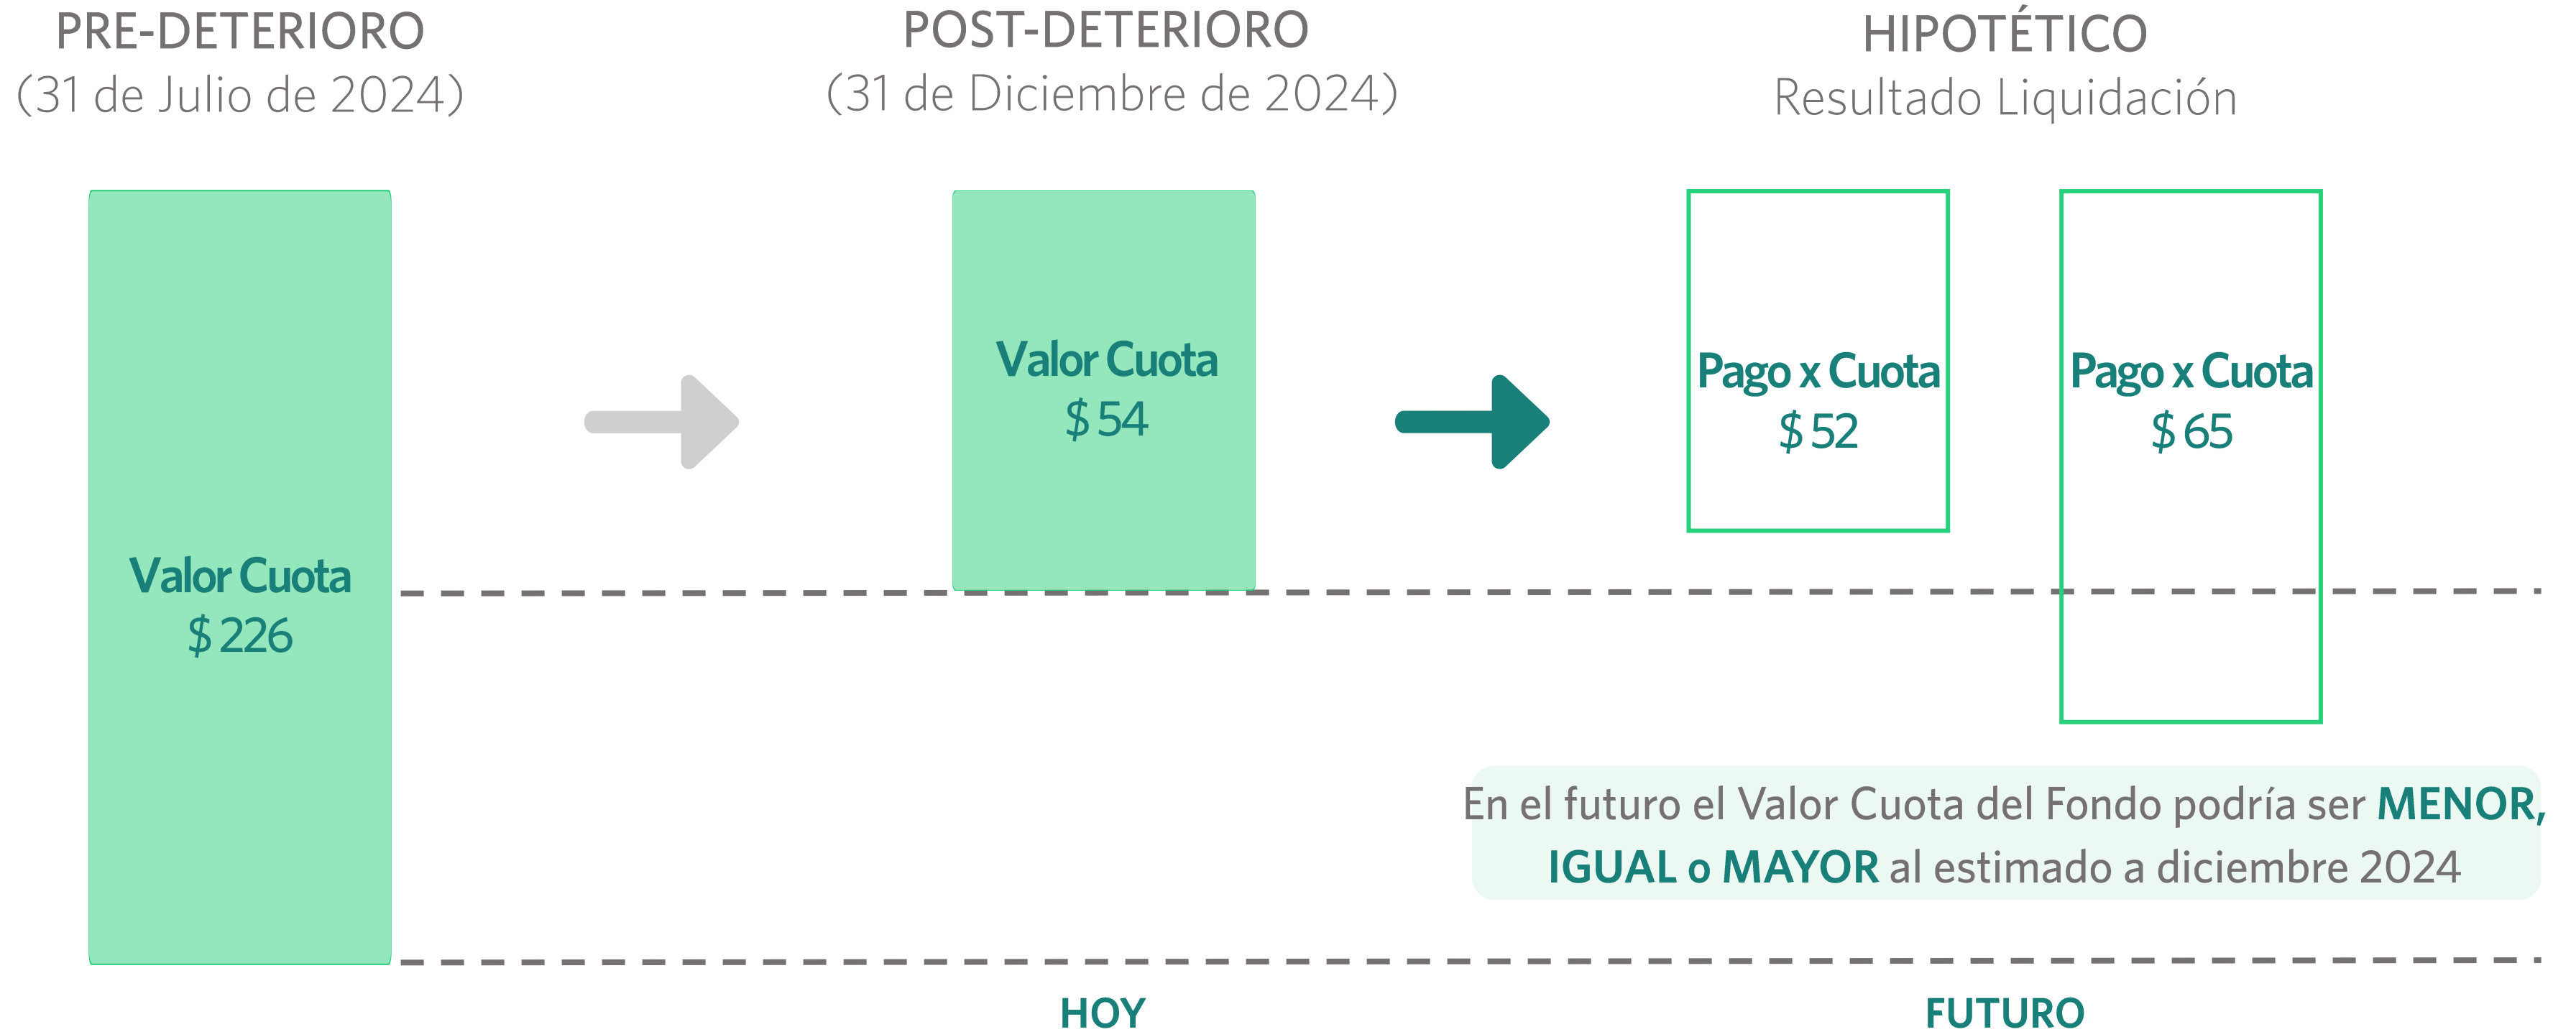 PRE-DETERIORO
(31 de Julio de 2024)
POST-DETERIORO
(31 de Diciembre de 2024)
HIPOTÉTICO
Resultado Liquidación
Valor Cuota
$ 226
Valor Cuota
$ 54
Pago x Cuota
$ 52
Pago x Cuota
$ 65
En el futuro el Valor Cuota del Fondo podría ser MENOR,
IGUAL o MAYOR al estimado a diciembre 2024
HOY
FUTURO